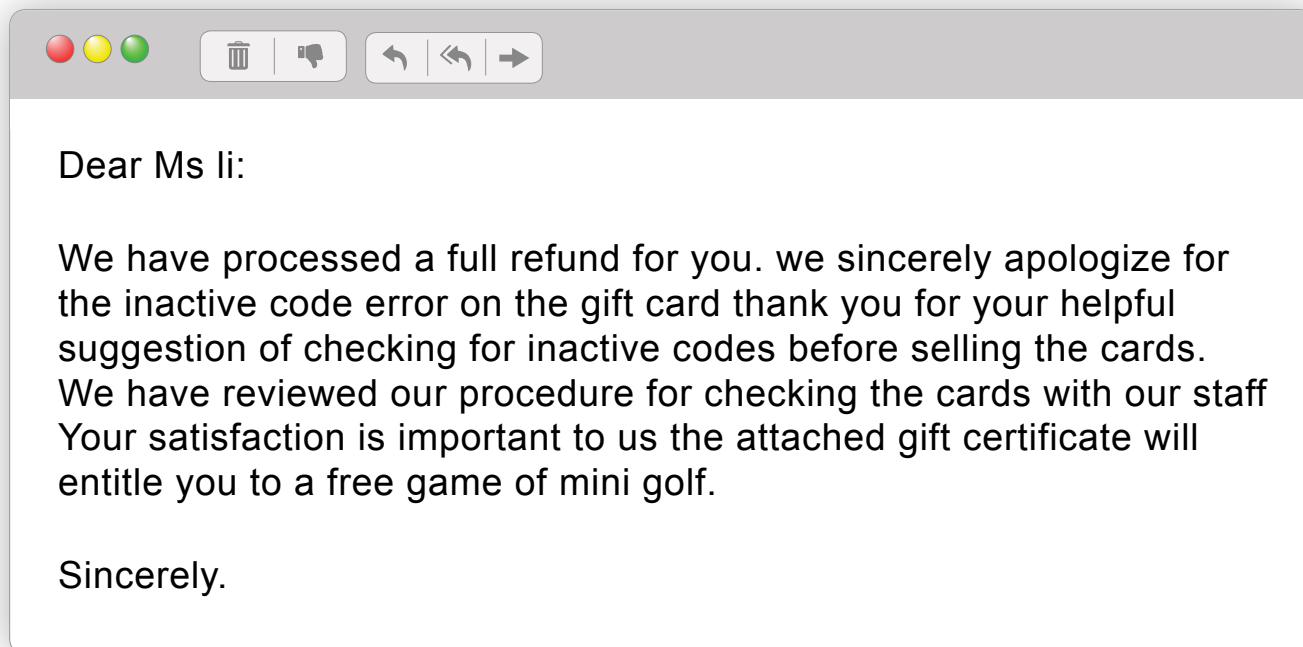 Dear Ms li:
We have processed a full refund for you. we sincerely apologize for
the inactive code error on the gift card thank you for your helpful
suggestion of checking for inactive codes before selling the cards.
We have reviewed our procedure for checking the cards with our staff
Your satisfaction is important to us the attached gift certificate will
entitle you to a free game of mini golf.
Sincerely.